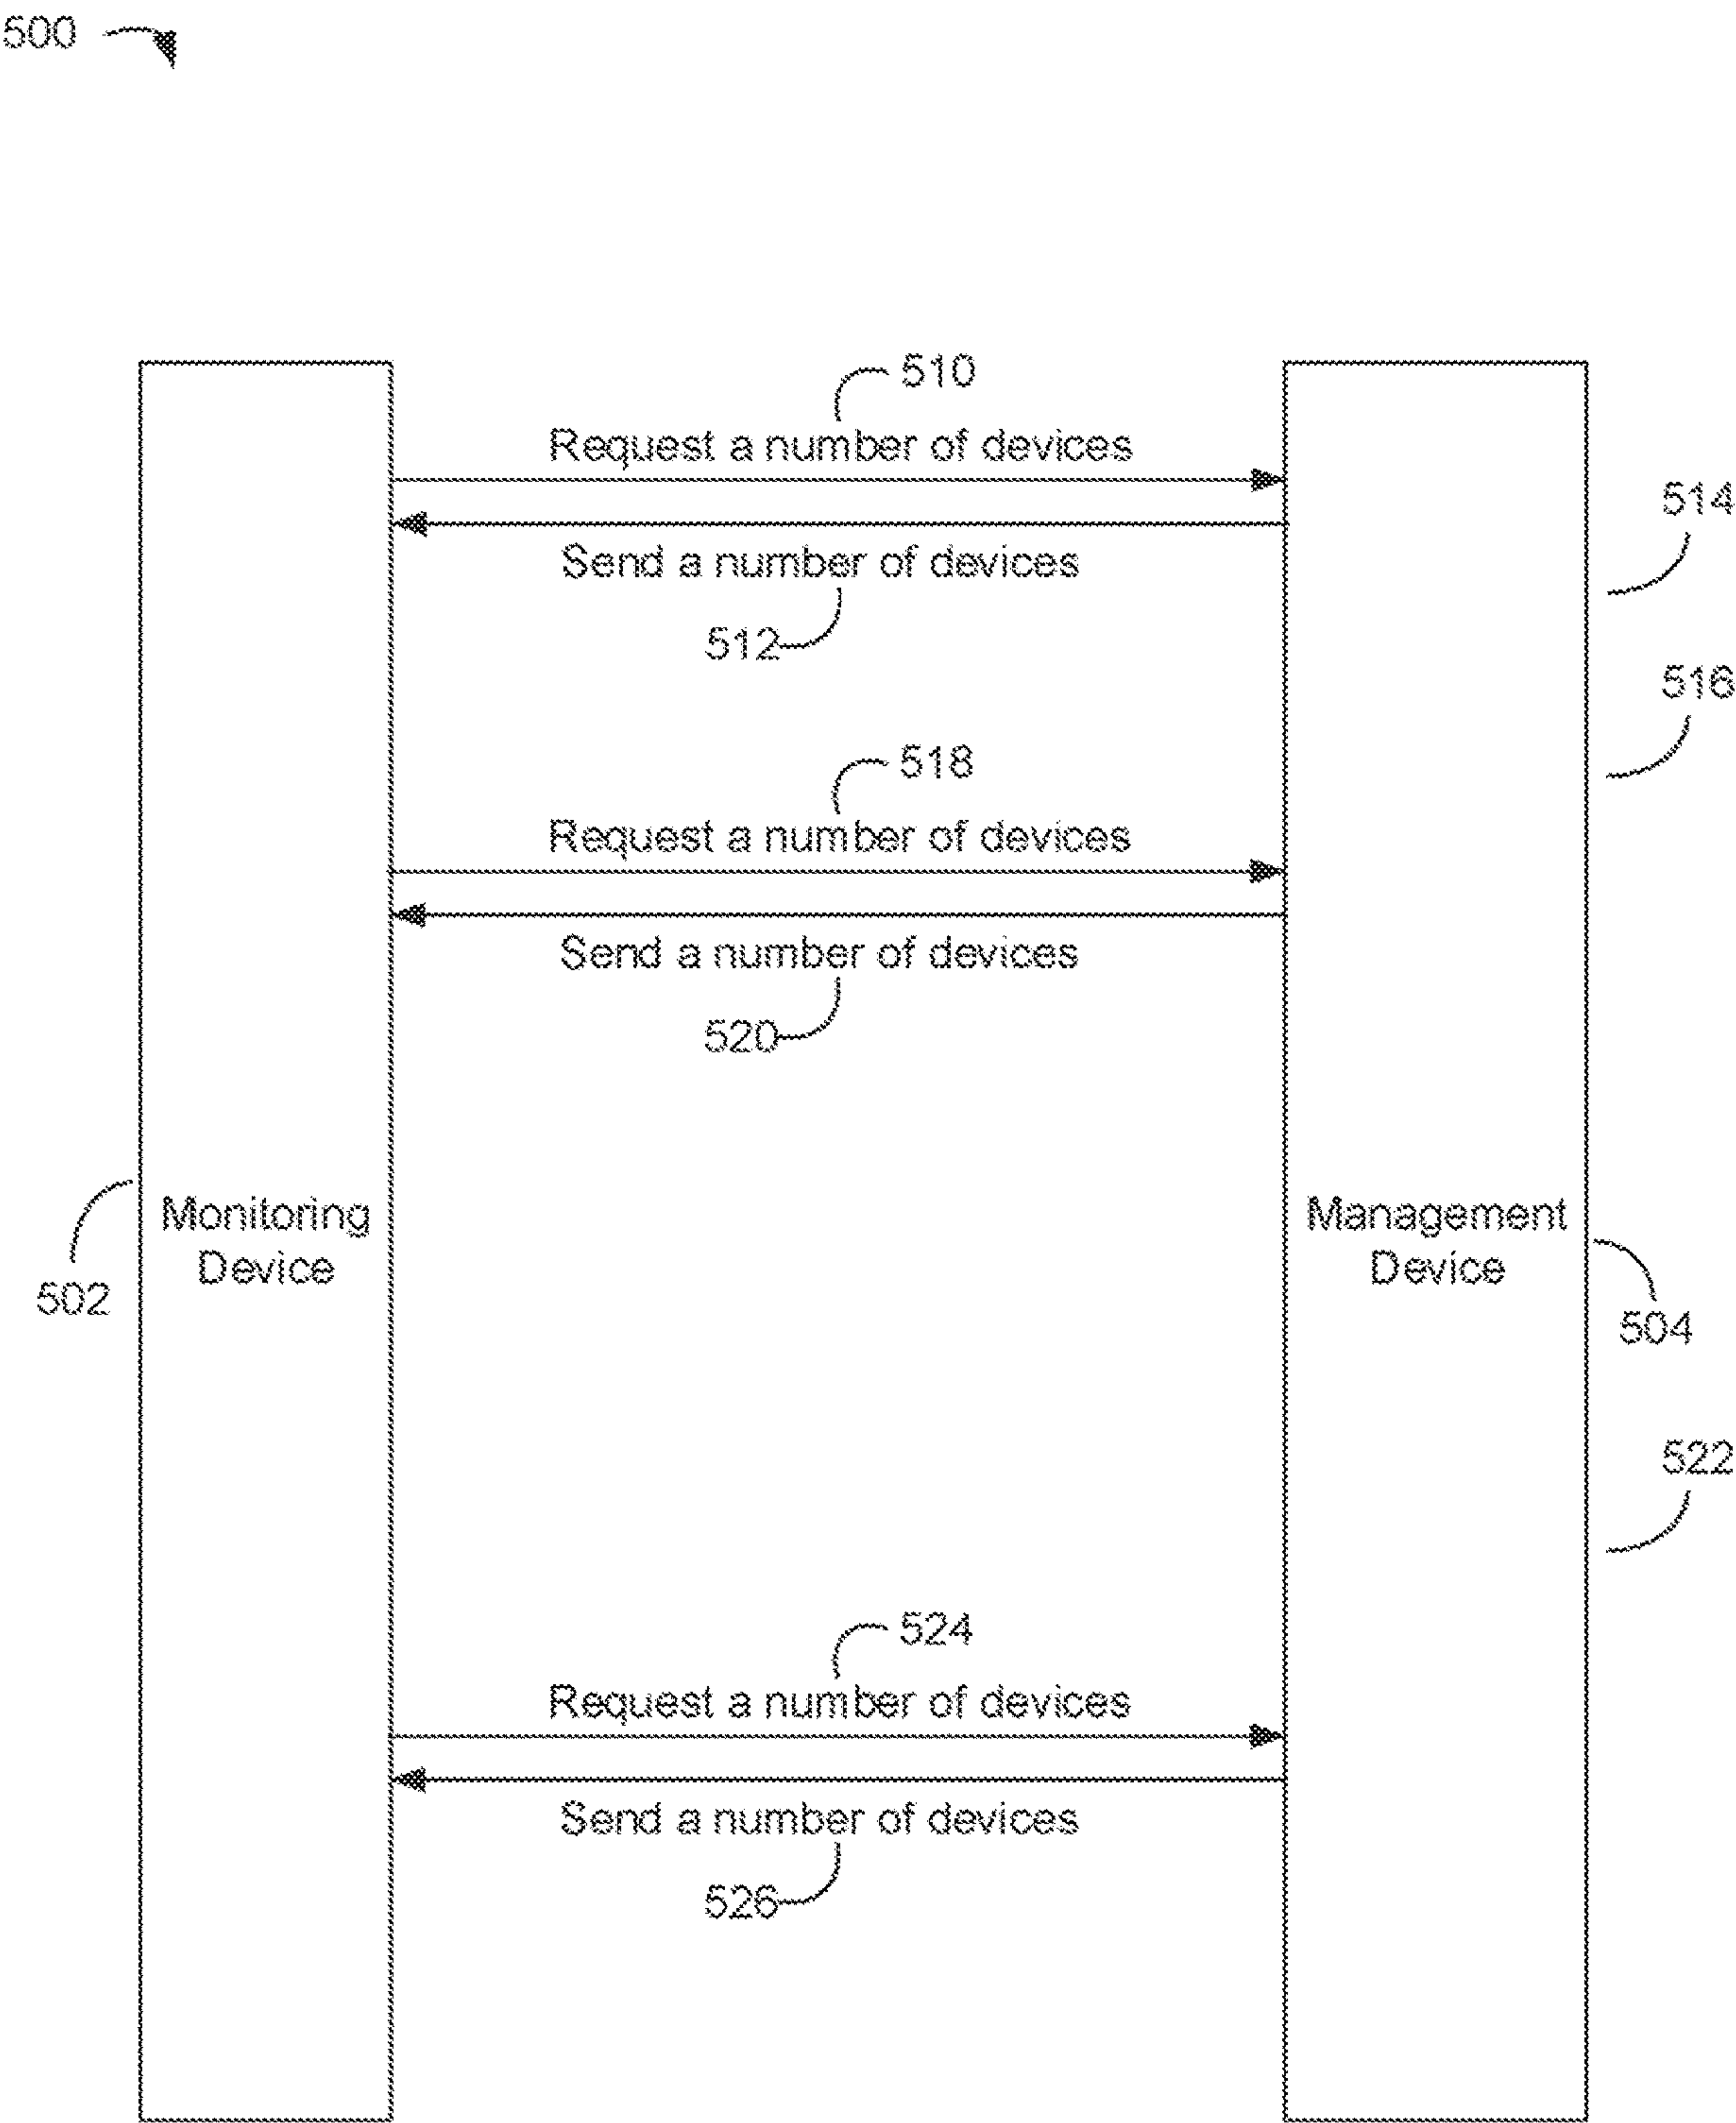 500
510
Request a number of devices
514
Send a number of devices
512
516
518
Request a number of devices
Send a number of devices
520
Monitoring
Device
502
Management
Device
504
522
524
Request a number of devices
Send a number of devices
526